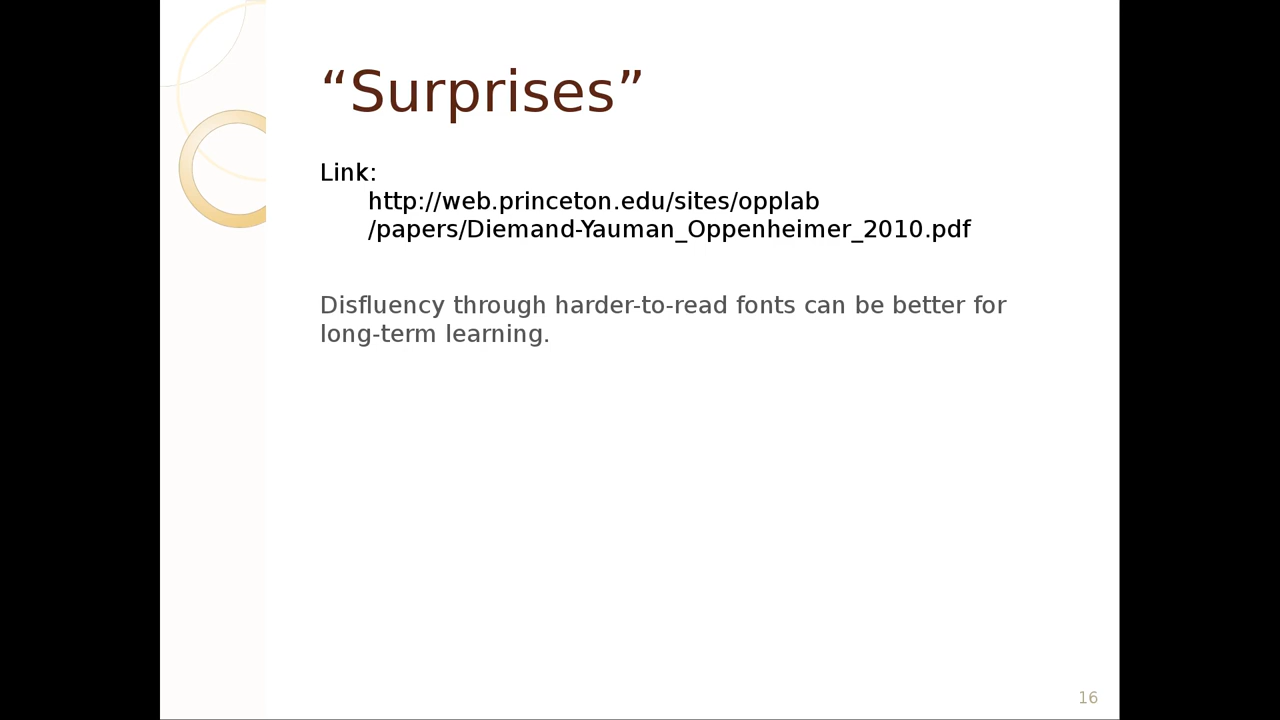 “Surprises”
Link:
http://web.princeton.edu/sites/opplab
/papers/Diemand-Yauman_Oppenheimer_2010.pdf
Disfluency through harder-to-read fonts can be better for
long-term learning.
16